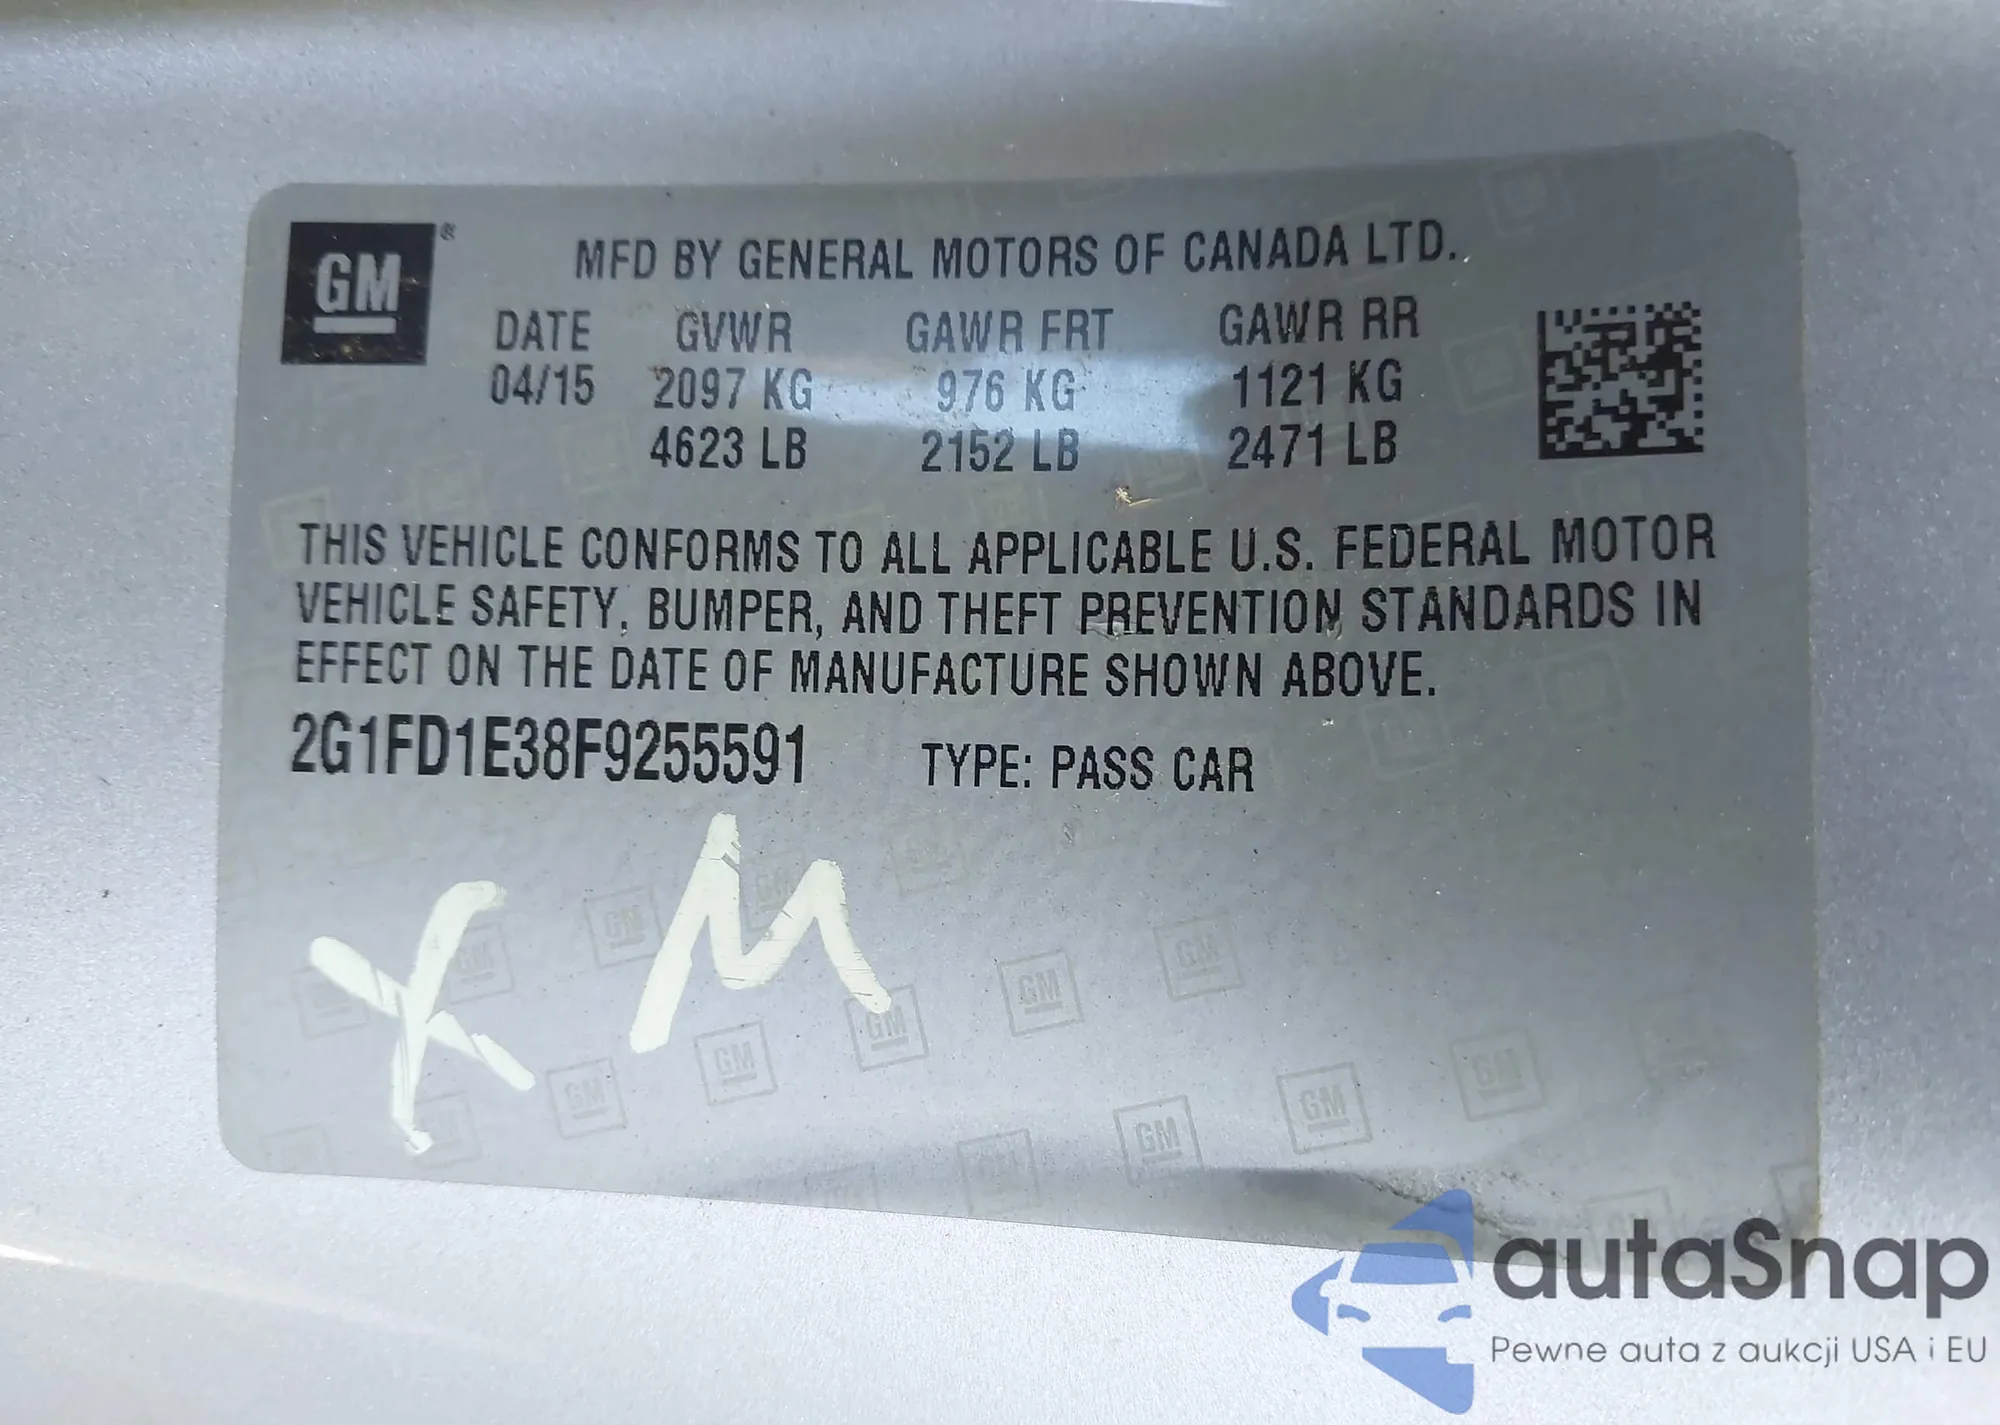 GM®
MFD BY GENERAL MOTORS OF CANADA LTD.
DATE GVWR GAWR FRT GAWR RR
04/15 2097 KG 976 KG 1121 KG
4623 LB 2152 LB 2471 LB
THIS VEHICLE CONFORMS TO ALL APPLICABLE U.S. FEDERAL MOTOR
VEHICLE SAFETY, BUMPER, AND THEFT PREVENTION STANDARDS IN
EFFECT ON THE DATE OF MANUFACTURE SHOWN ABOVE.
2G1FD1E38F9255591 TYPE: PASS CAR
X M
autaSnap
Pewne auta z aukcji USA i EU